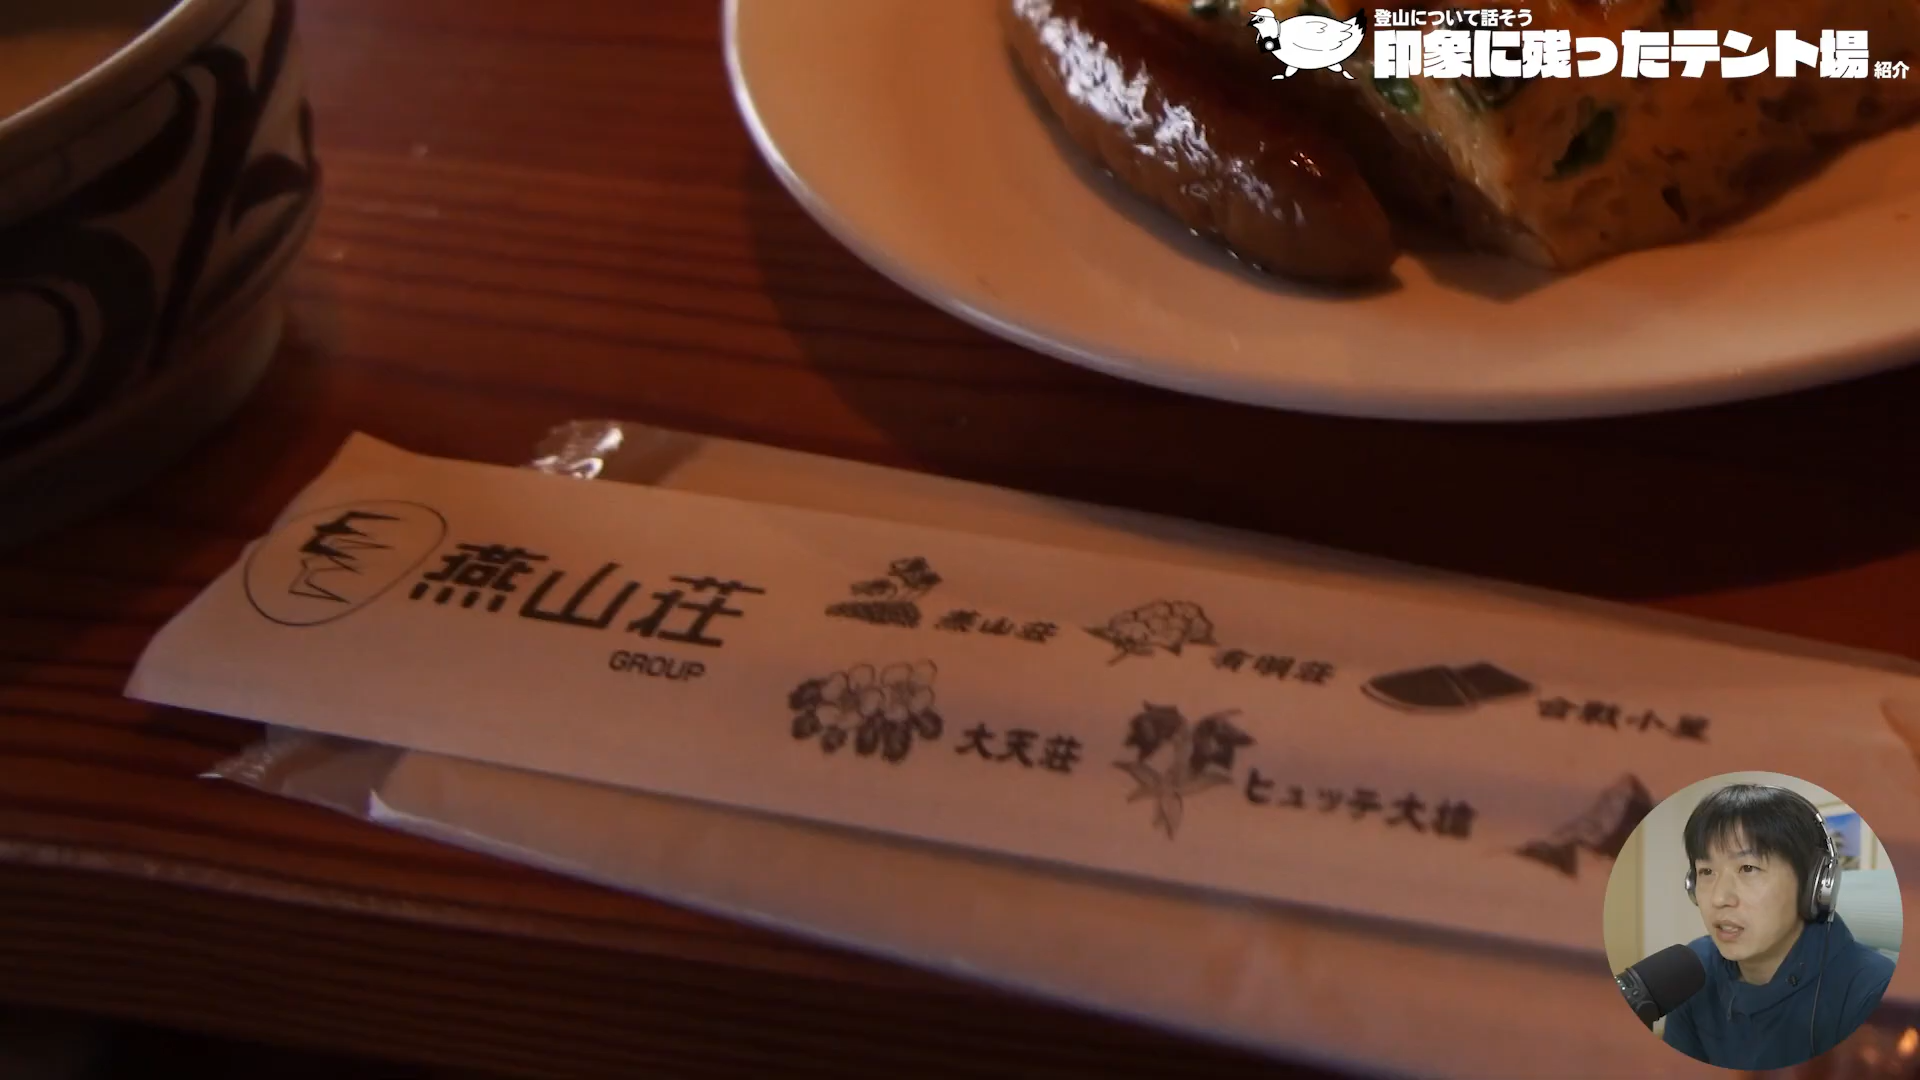 登山について話そう
印象に残ったテント場 紹介
燕山荘
GROUP
燕山荘 有明荘 合戦小屋
大天荘 ヒュッテ大槍